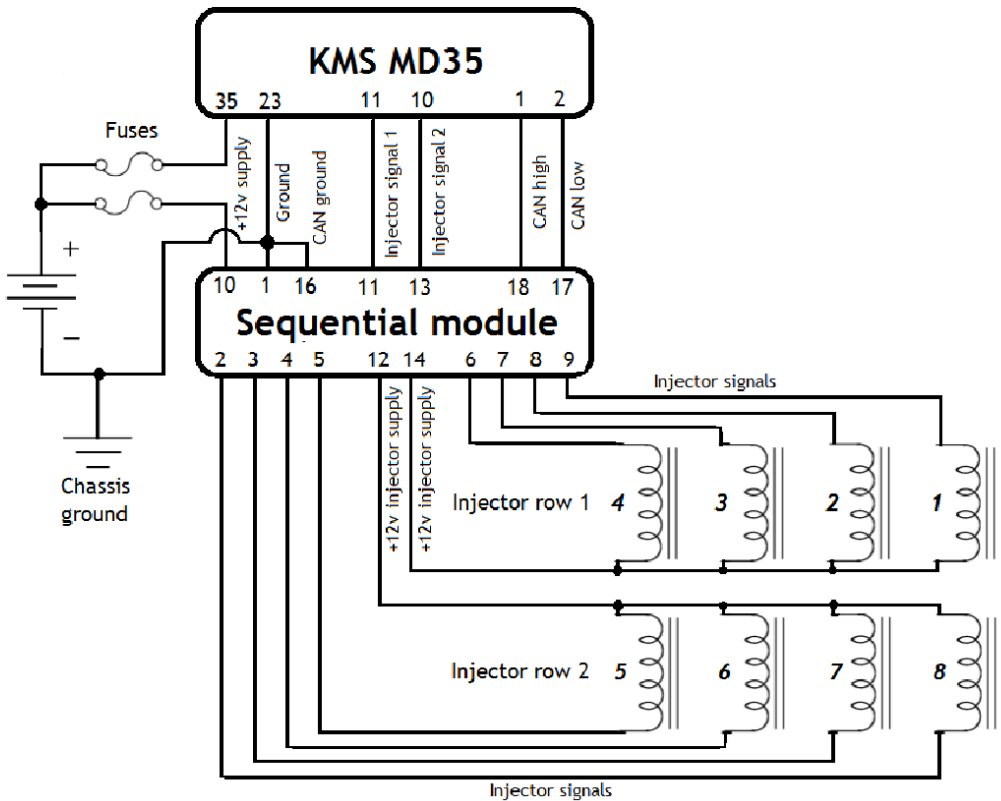 KMS MD35
35 23 11 10 1 2
Fuses
+12v supply
Ground
CAN ground
Injector signal 1
Injector signal 2
CAN high
CAN low
+
−
10 1 16 11 13 18 17
Sequential module
2 3 4 5 12 14 6 7 8 9
Injector signals
+12v injector supply
+12v injector supply
Chassis
ground
Injector row 1 4 3 2 1
Injector row 2 5 6 7 8
Injector signals